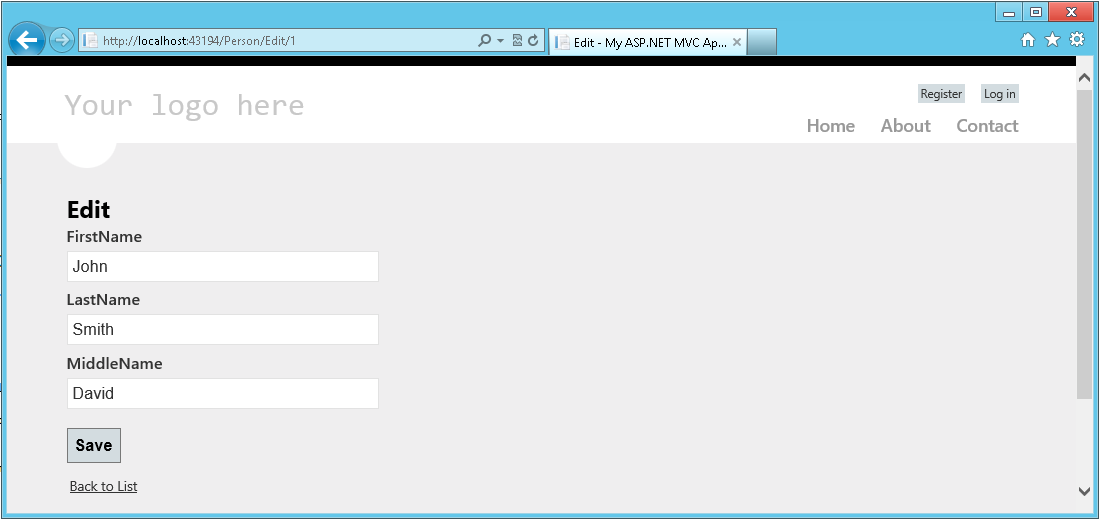 http://localhost:43194/Person/Edit/1
Edit - My ASP.NET MVC Ap...
Your logo here
Register
Log in
Home
About
Contact
Edit
FirstName
John
LastName
Smith
MiddleName
David
Save
Back to List